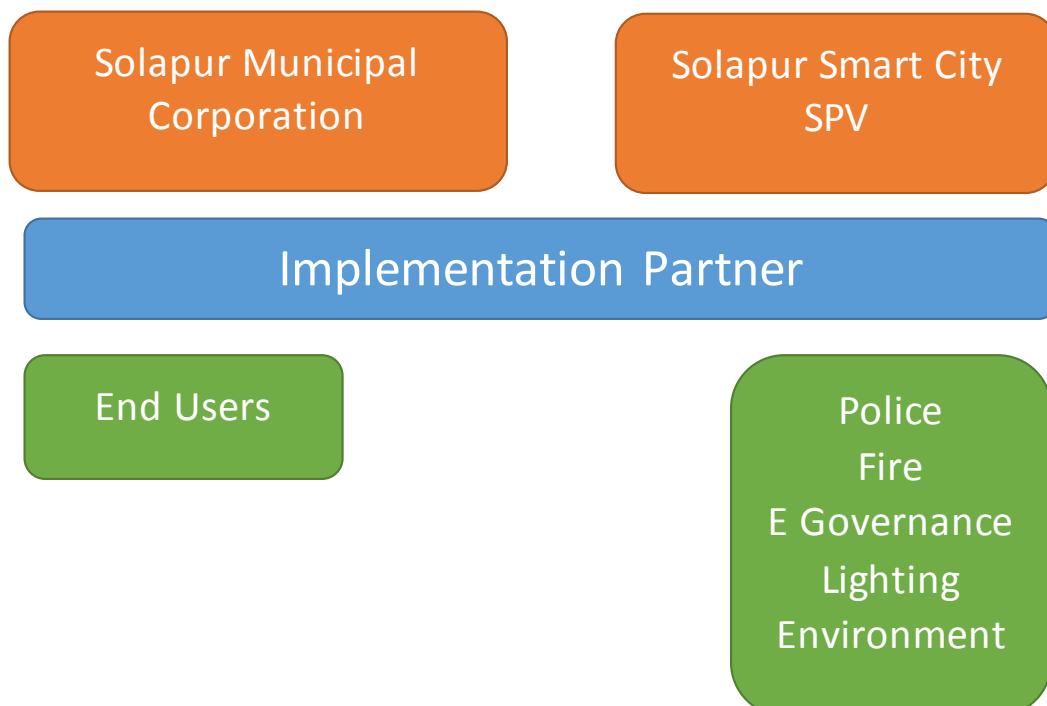 Solapur Municipal
Corporation
Solapur Smart City
SPV
Implementation Partner
End Users
Police
Fire
E Governance
Lighting
Environment